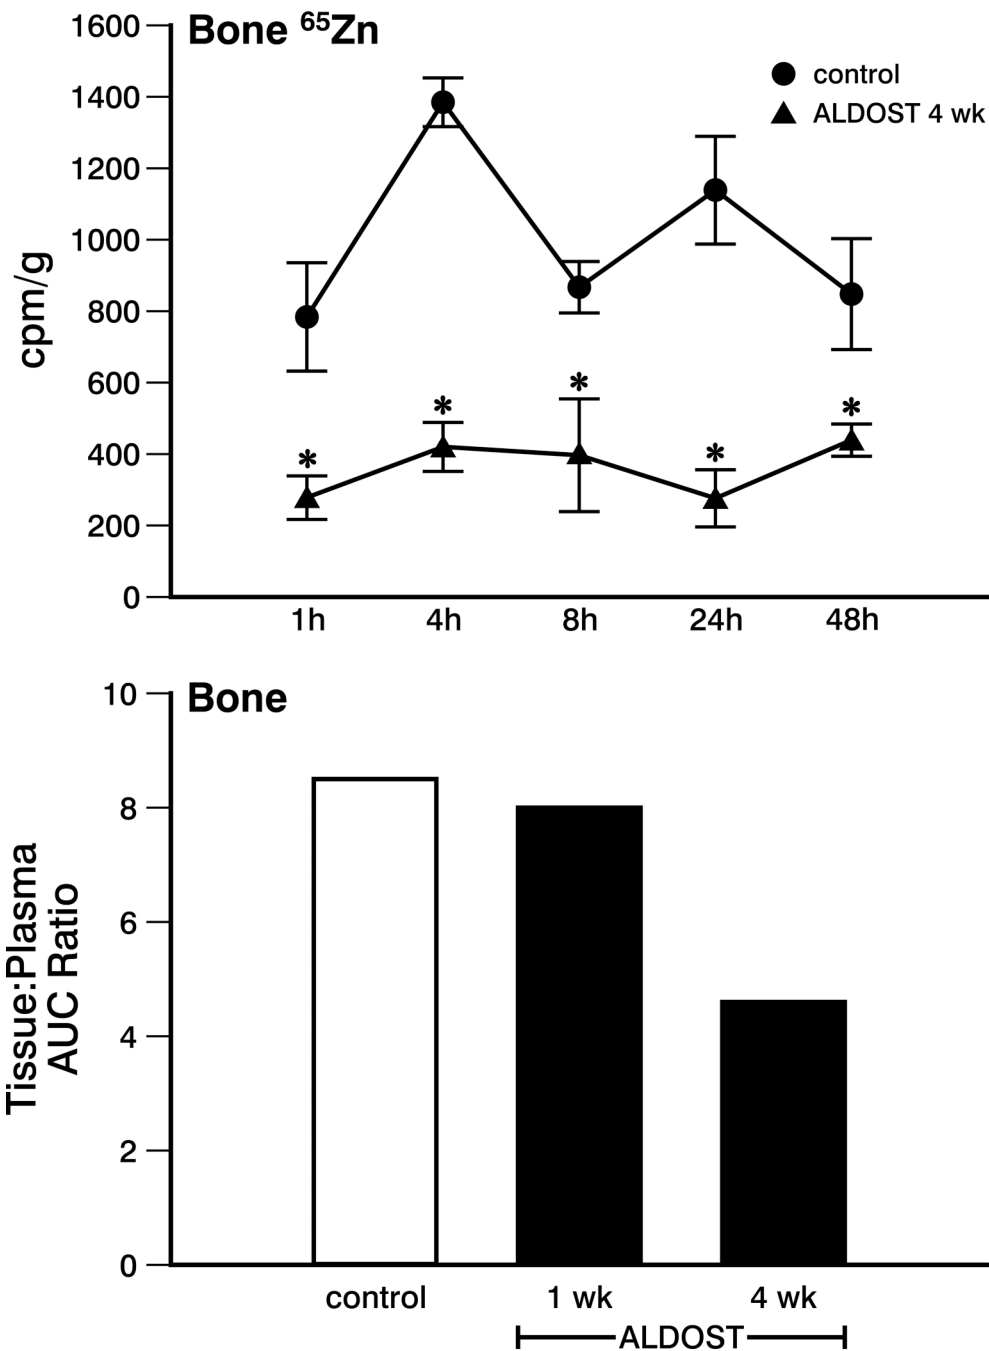 Bone ⁶⁵Zn
control
ALDOST 4 wk
cpm/g
1600
1400
1200
1000
800
600
400
200
0
*
*
*
*
*
1h 4h 8h 24h 48h
Bone
Tissue:Plasma
AUC Ratio
10
8
6
4
2
0
control 1 wk 4 wk
ALDOST